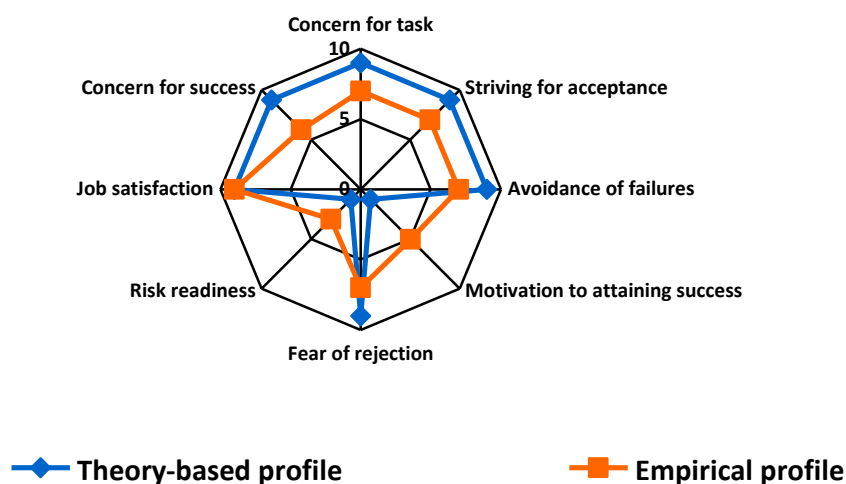 Concern for task
10
Concern for success
Striving for acceptance
5
Job satisfaction
0
Avoidance of failures
Risk readiness
Motivation to attaining success
Fear of rejection
Theory-based profile
Empirical profile